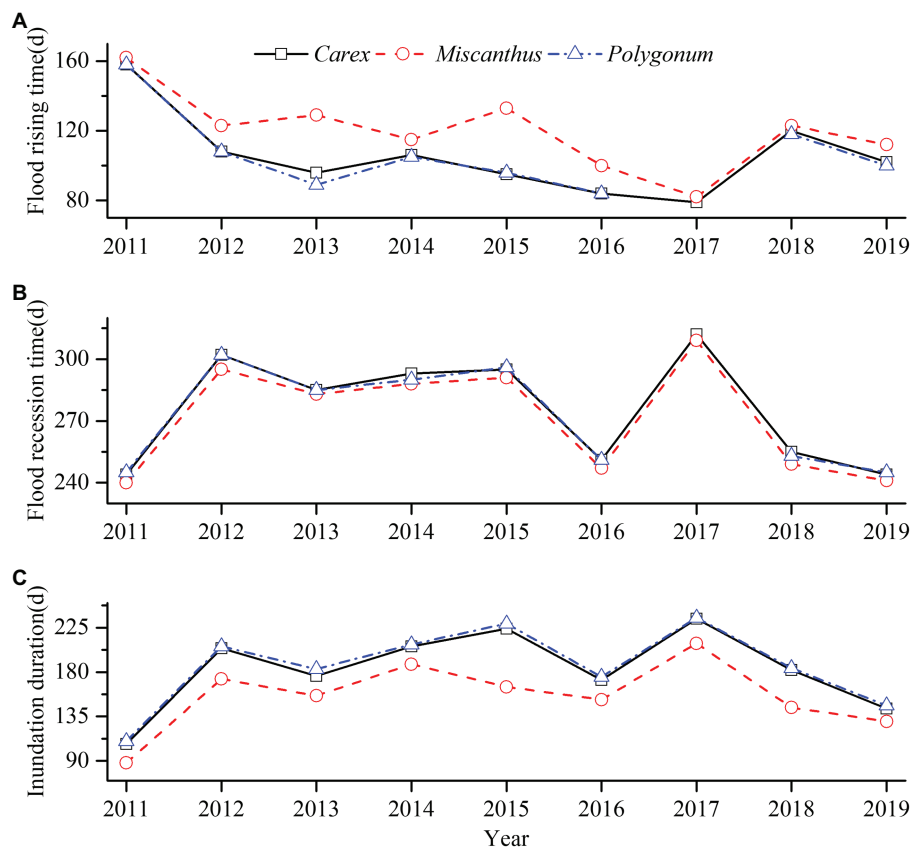 A
Carex Miscanthus Polygonum
Flood rising time(d)
160
120
80
2011 2012 2013 2014 2015 2016 2017 2018 2019
B
Flood recession time(d)
300
270
240
2011 2012 2013 2014 2015 2016 2017 2018 2019
C
Inundation duration(d)
225
180
135
90
2011 2012 2013 2014 2015 2016 2017 2018 2019
Year